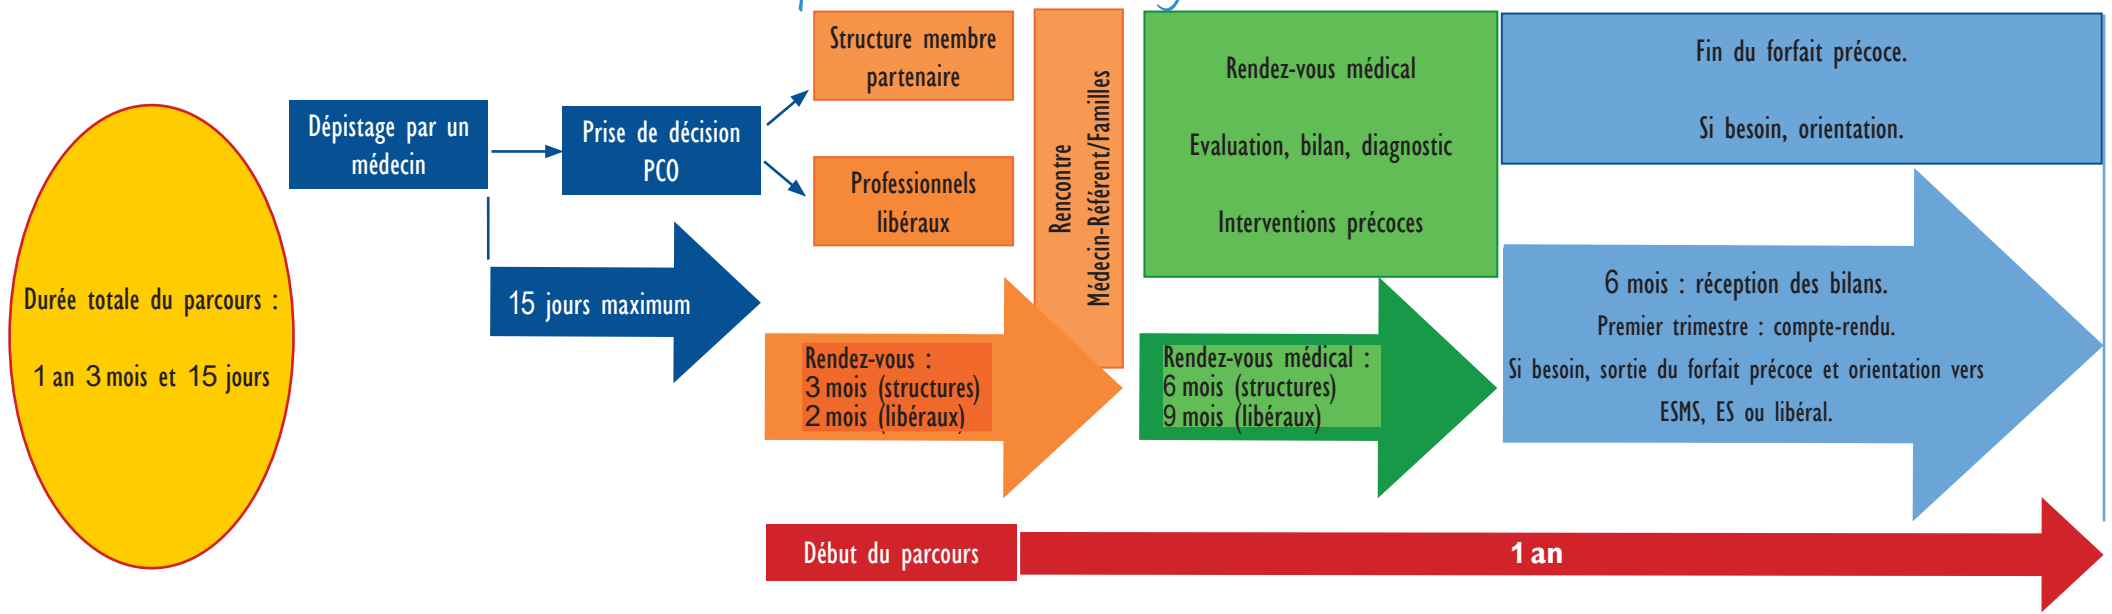 Durée totale du parcours :
1 an 3 mois et 15 jours
Dépistage par un
médecin
Prise de décision
PCO
15 jours maximum
Structure membre
partenaire
Professionnels
libéraux
Rencontre
Médecin-Référent/Familles
Rendez-vous :
3 mois (structures)
2 mois (libéraux)
Rendez-vous médical
Evaluation, bilan, diagnostic
Interventions précoces
Rendez-vous médical :
6 mois (structures)
9 mois (libéraux)
Fin du forfait précoce.
Si besoin, orientation.
6 mois : réception des bilans.
Premier trimestre : compte-rendu.
Si besoin, sortie du forfait précoce et orientation vers
ESMS, ES ou libéral.
Début du parcours
1 an